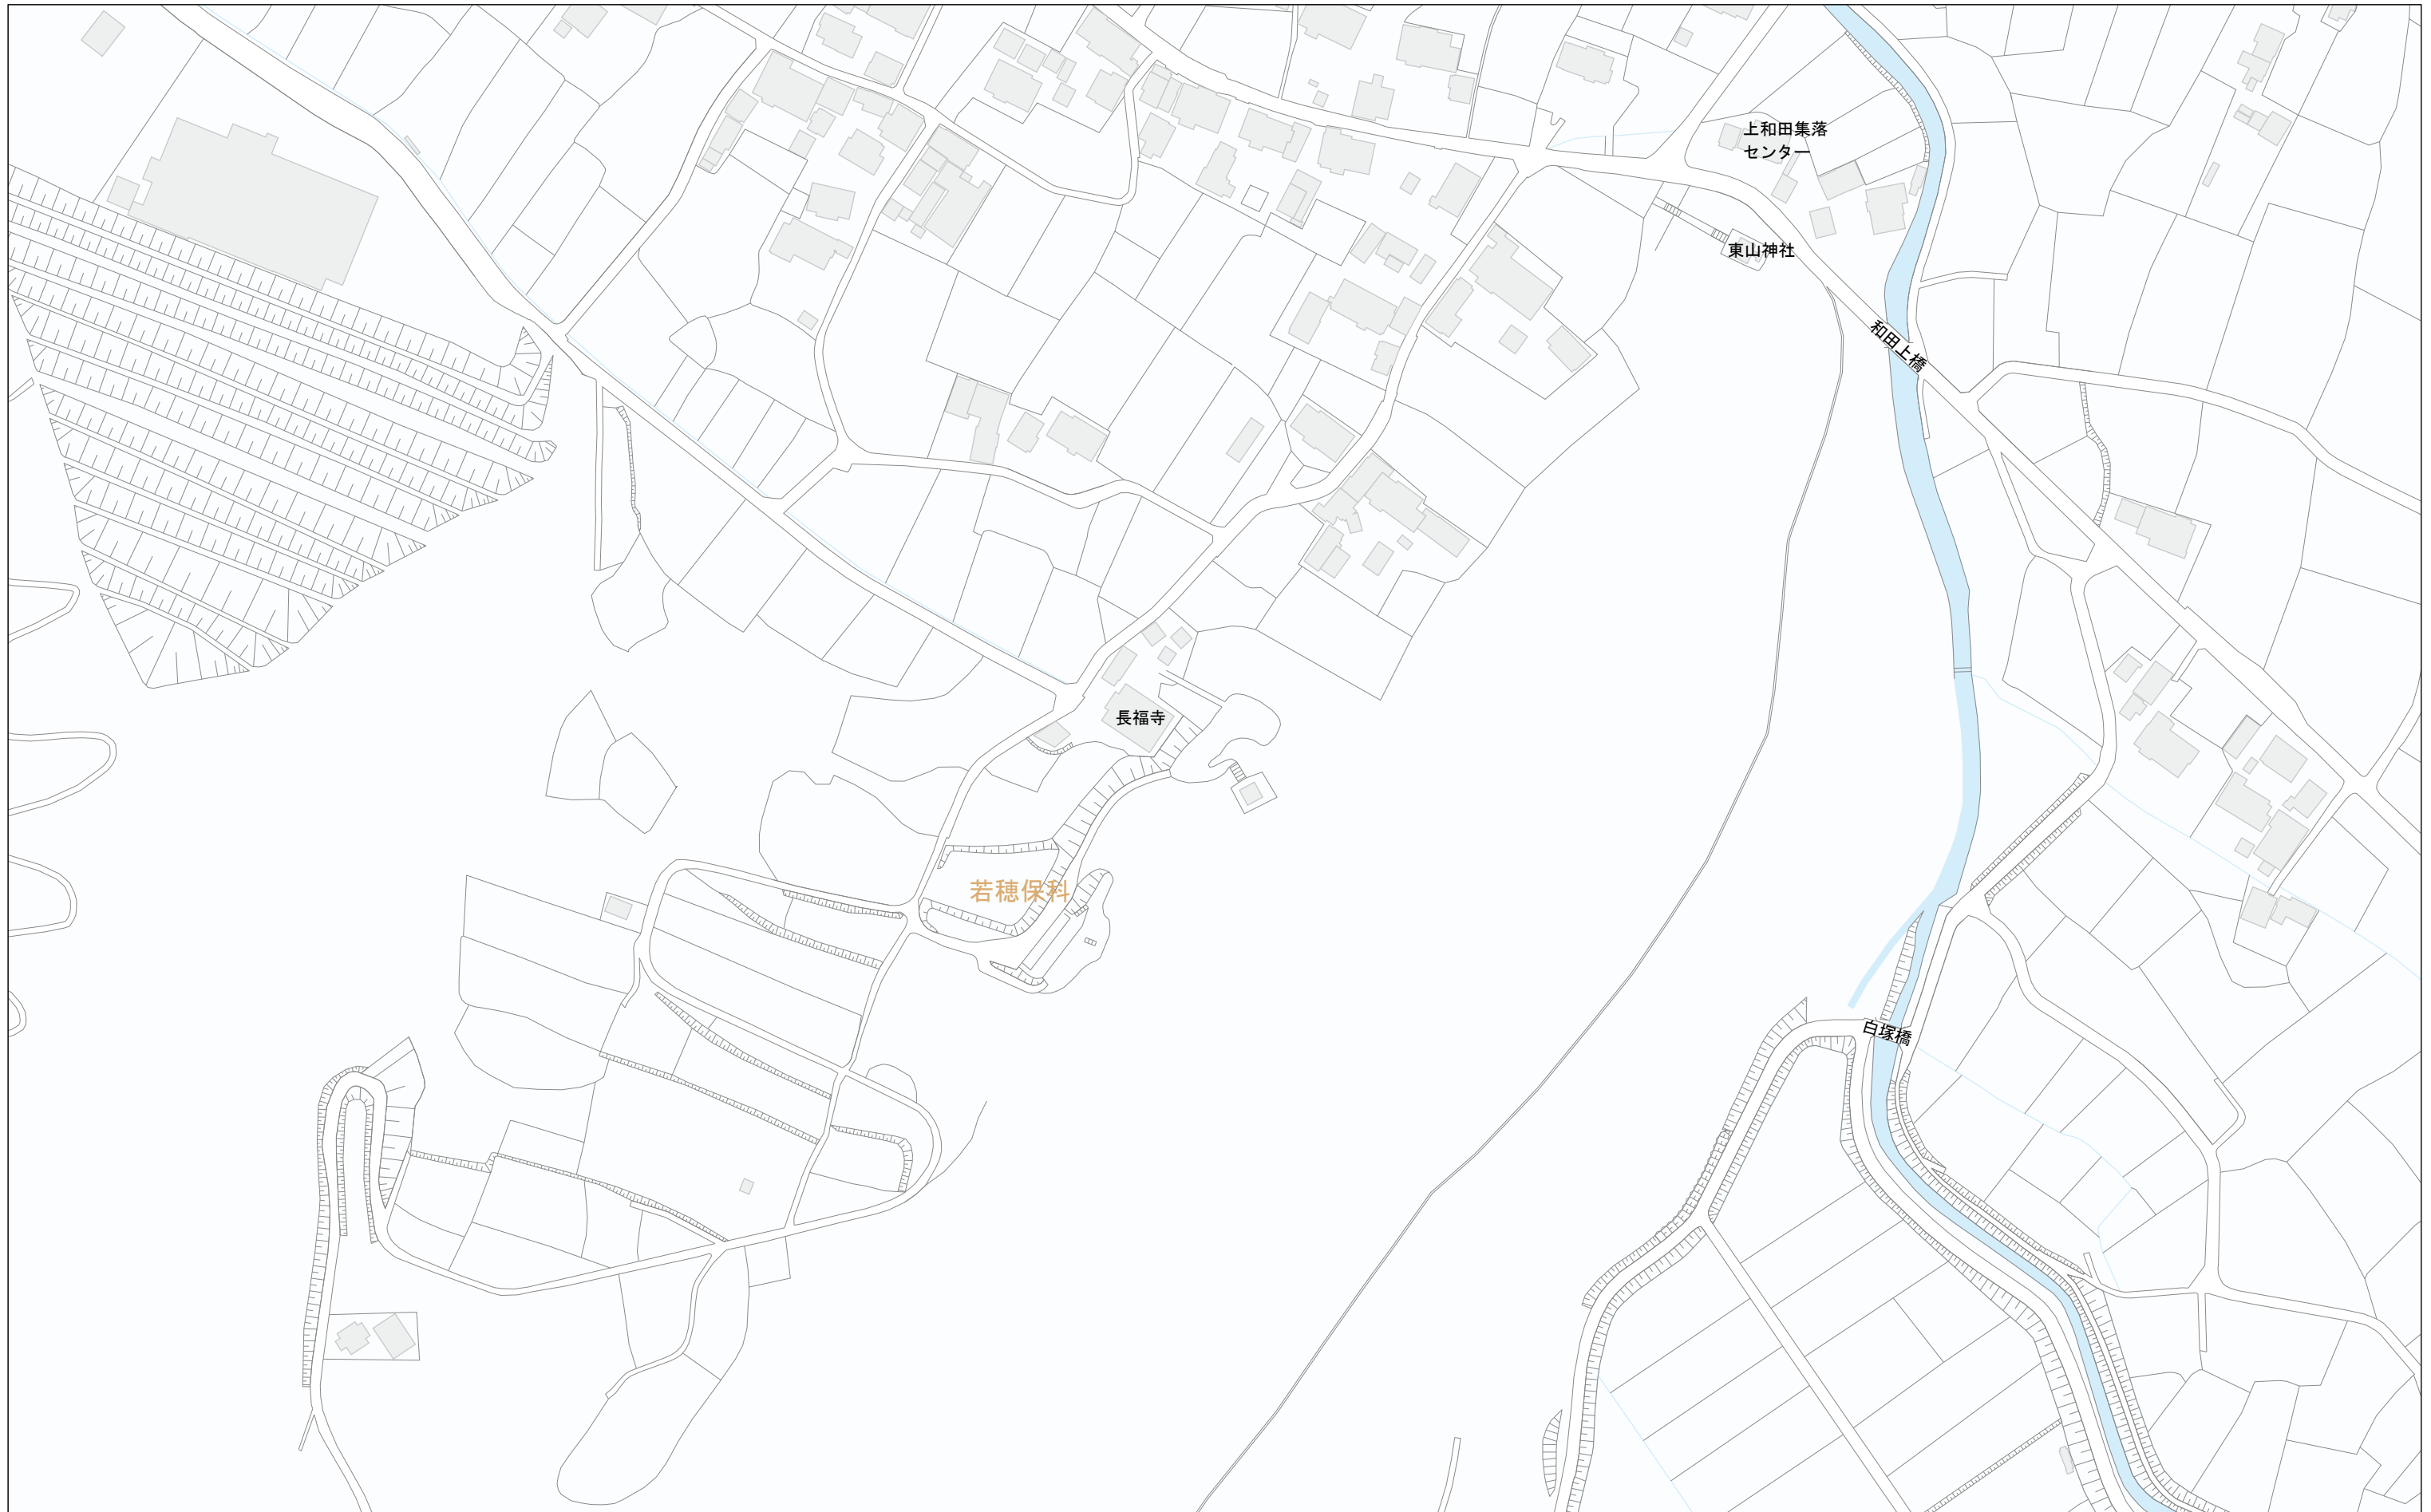 上和田集落
センター
東山神社
和田上橋
長福寺
若穂保科
白塚橋